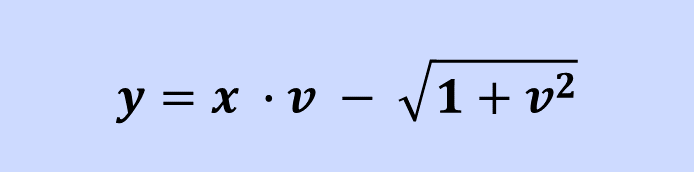 y = x · v − √(1 + v²)